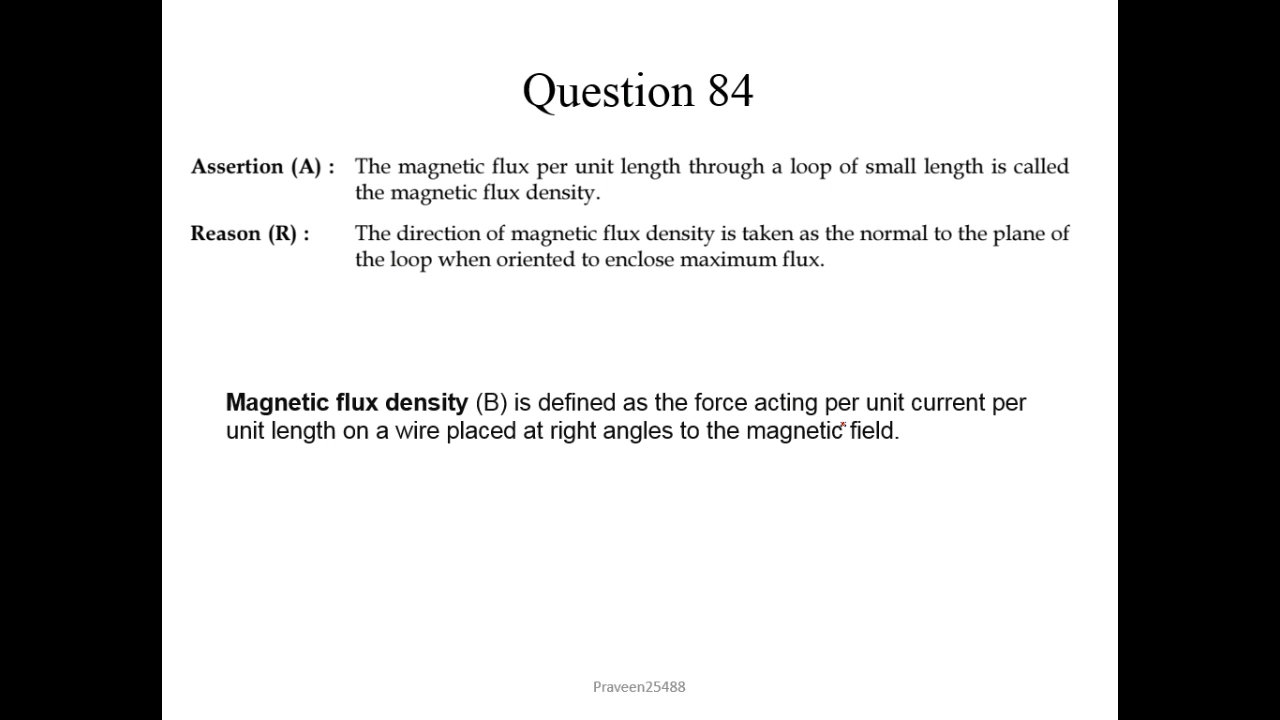 Question 84
Assertion (A) : The magnetic flux per unit length through a loop of small length is called
the magnetic flux density.
Reason (R) : The direction of magnetic flux density is taken as the normal to the plane of
the loop when oriented to enclose maximum flux.
Magnetic flux density (B) is defined as the force acting per unit current per
unit length on a wire placed at right angles to the magnetic field.
Praveen25488